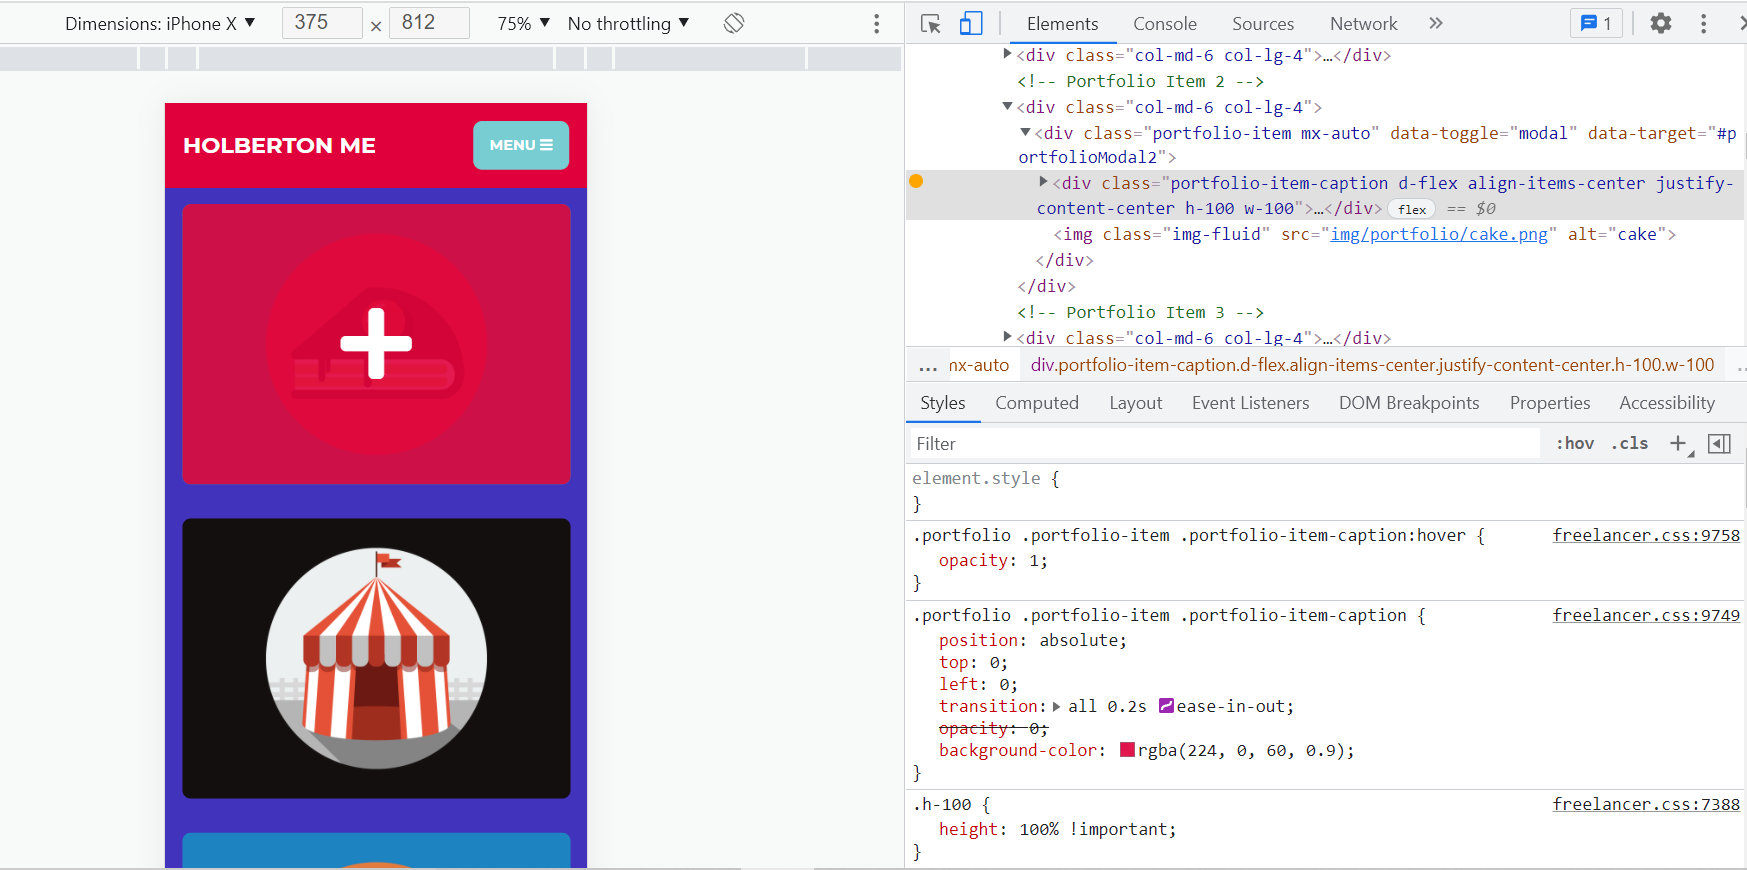 Dimensions: iPhone X ▼ 375 × 812 75% ▼ No throttling ▼
HOLBERTON ME
MENU ☰
Elements Console Sources Network » 1
▶<div class="col-md-6 col-lg-4">…</div>
<!-- Portfolio Item 2 -->
▼<div class="col-md-6 col-lg-4">
▼<div class="portfolio-item mx-auto" data-toggle="modal" data-target="#p
ortfolioModal2">
▶<div class="portfolio-item-caption d-flex align-items-center justify-
content-center h-100 w-100">…</div> flex == $0
<img class="img-fluid" src="img/portfolio/cake.png" alt="cake">
</div>
</div>
<!-- Portfolio Item 3 -->
▶<div class="col-md-6 col-lg-4">…</div>
… mx-auto div.portfolio-item-caption.d-flex.align-items-center.justify-content-center.h-100.w-100 …
Styles Computed Layout Event Listeners DOM Breakpoints Properties Accessibility
Filter :hov .cls +
element.style {
}
.portfolio .portfolio-item .portfolio-item-caption:hover { freelancer.css:9758
opacity: 1;
}
.portfolio .portfolio-item .portfolio-item-caption { freelancer.css:9749
position: absolute;
top: 0;
left: 0;
transition: ▶ all 0.2s ease-in-out;
opacity: 0;
background-color: rgba(224, 0, 60, 0.9);
}
.h-100 { freelancer.css:7388
height: 100% !important;
}